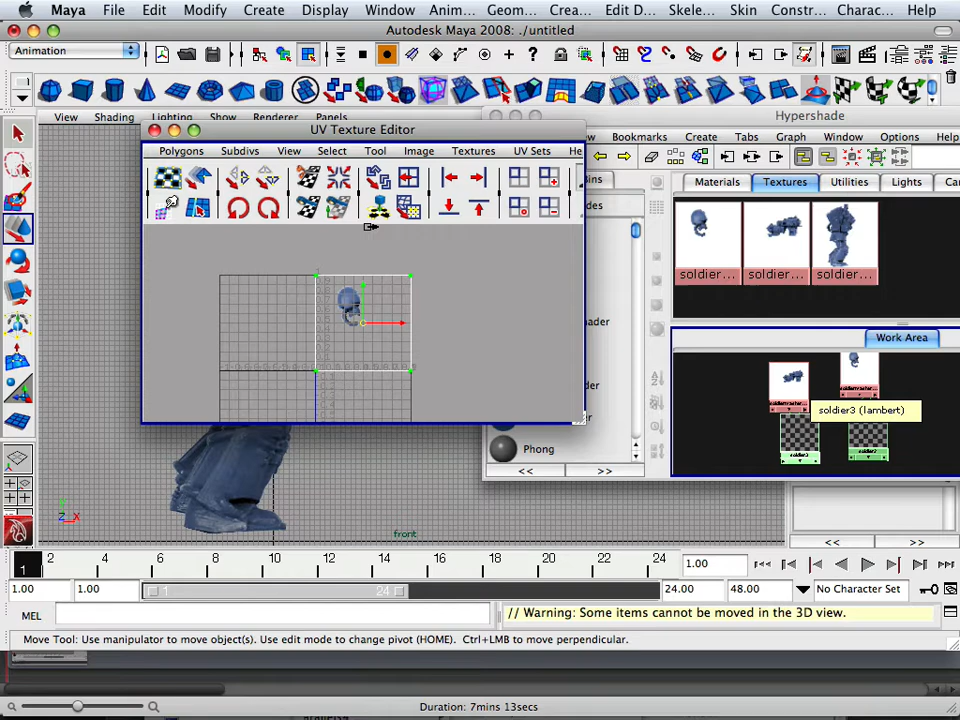 Maya File Edit Modify Create Display Window Anim... Geom... Crea... Del... Skele... Skin Constr... Charac... Help
Autodesk Maya 2008: ./untitled
Animation
View Shading Lighting Show Renderer Panels
Hypershade
UV Texture Editor
Bookmarks Create Tabs Graph Window Options Help
Polygons Subdivs View Select Tool Image Textures UV Sets He
Materials Textures Utilities Lights Ca
soldier... soldier... soldier...
Work Area
soldier3 (lambert)
soldier3
Phong
<< >>
<< >>
front
z x
1 2 4 6 8 10 12 14 16 18 20 22 24
1.00
1.00 1.00 1 24 24.00 48.00 No Character Set
MEL
// Warning: Some items cannot be moved in the 3D view.
Move Tool: Use manipulator to move object(s). Use edit mode to change pivot (HOME). Ctrl+LMB to move perpendicular.
Duration: 7mins 13secs